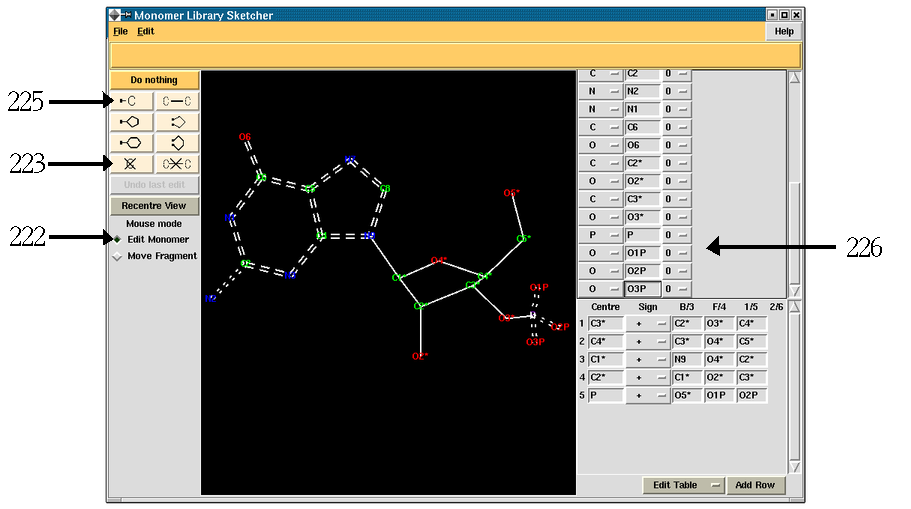 Monomer Library Sketcher
File Edit Help
Do nothing
225
C C C
223
C C
Undo last edit
Recentre View
Mouse mode
222
Edit Monomer
Move Fragment
O6
C8
O5*
O4*
O1P
O2P
O3P
O2*
C C2 0
N N2 0
N N1 0
C C6 0
O O6 0
C C2* 0
O O2* 0
C C3* 0
O O3* 0
P P 0
O O1P 0
226
O O2P 0
O O3P 0
Centre Sign B/3 F/4 1/5 2/6
1 C3* + C2* O3* C4*
2 C4* + C3* O4* C5*
3 C1* + N9 O4* C2*
4 C2* + C1* O2* C3*
5 P + O5* O1P O2P
Edit Table Add Row